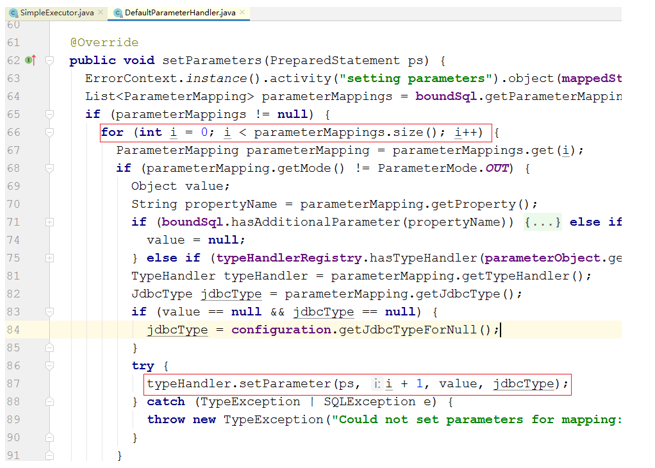 SimpleExecutor.java × DefaultParameterHandler.java ×
60
61 @Override
62 public void setParameters(PreparedStatement ps) {
63 ErrorContext.instance().activity("setting parameters").object(mappedSt
64 List<ParameterMapping> parameterMappings = boundSql.getParameterMappin
65 if (parameterMappings != null) {
66 for (int i = 0; i < parameterMappings.size(); i++) {
67 ParameterMapping parameterMapping = parameterMappings.get(i);
68 if (parameterMapping.getMode() != ParameterMode.OUT) {
69 Object value;
70 String propertyName = parameterMapping.getProperty();
71 if (boundSql.hasAdditionalParameter(propertyName)) {...} else if
74 value = null;
75 } else if (typeHandlerRegistry.hasTypeHandler(parameterObject.ge
81 TypeHandler typeHandler = parameterMapping.getTypeHandler();
82 JdbcType jdbcType = parameterMapping.getJdbcType();
83 if (value == null && jdbcType == null) {
84 jdbcType = configuration.getJdbcTypeForNull();
85 }
86 try {
87 typeHandler.setParameter(ps, i: i + 1, value, jdbcType);
88 } catch (TypeException | SQLException e) {
89 throw new TypeException("Could not set parameters for mapping:
90 }
91 }